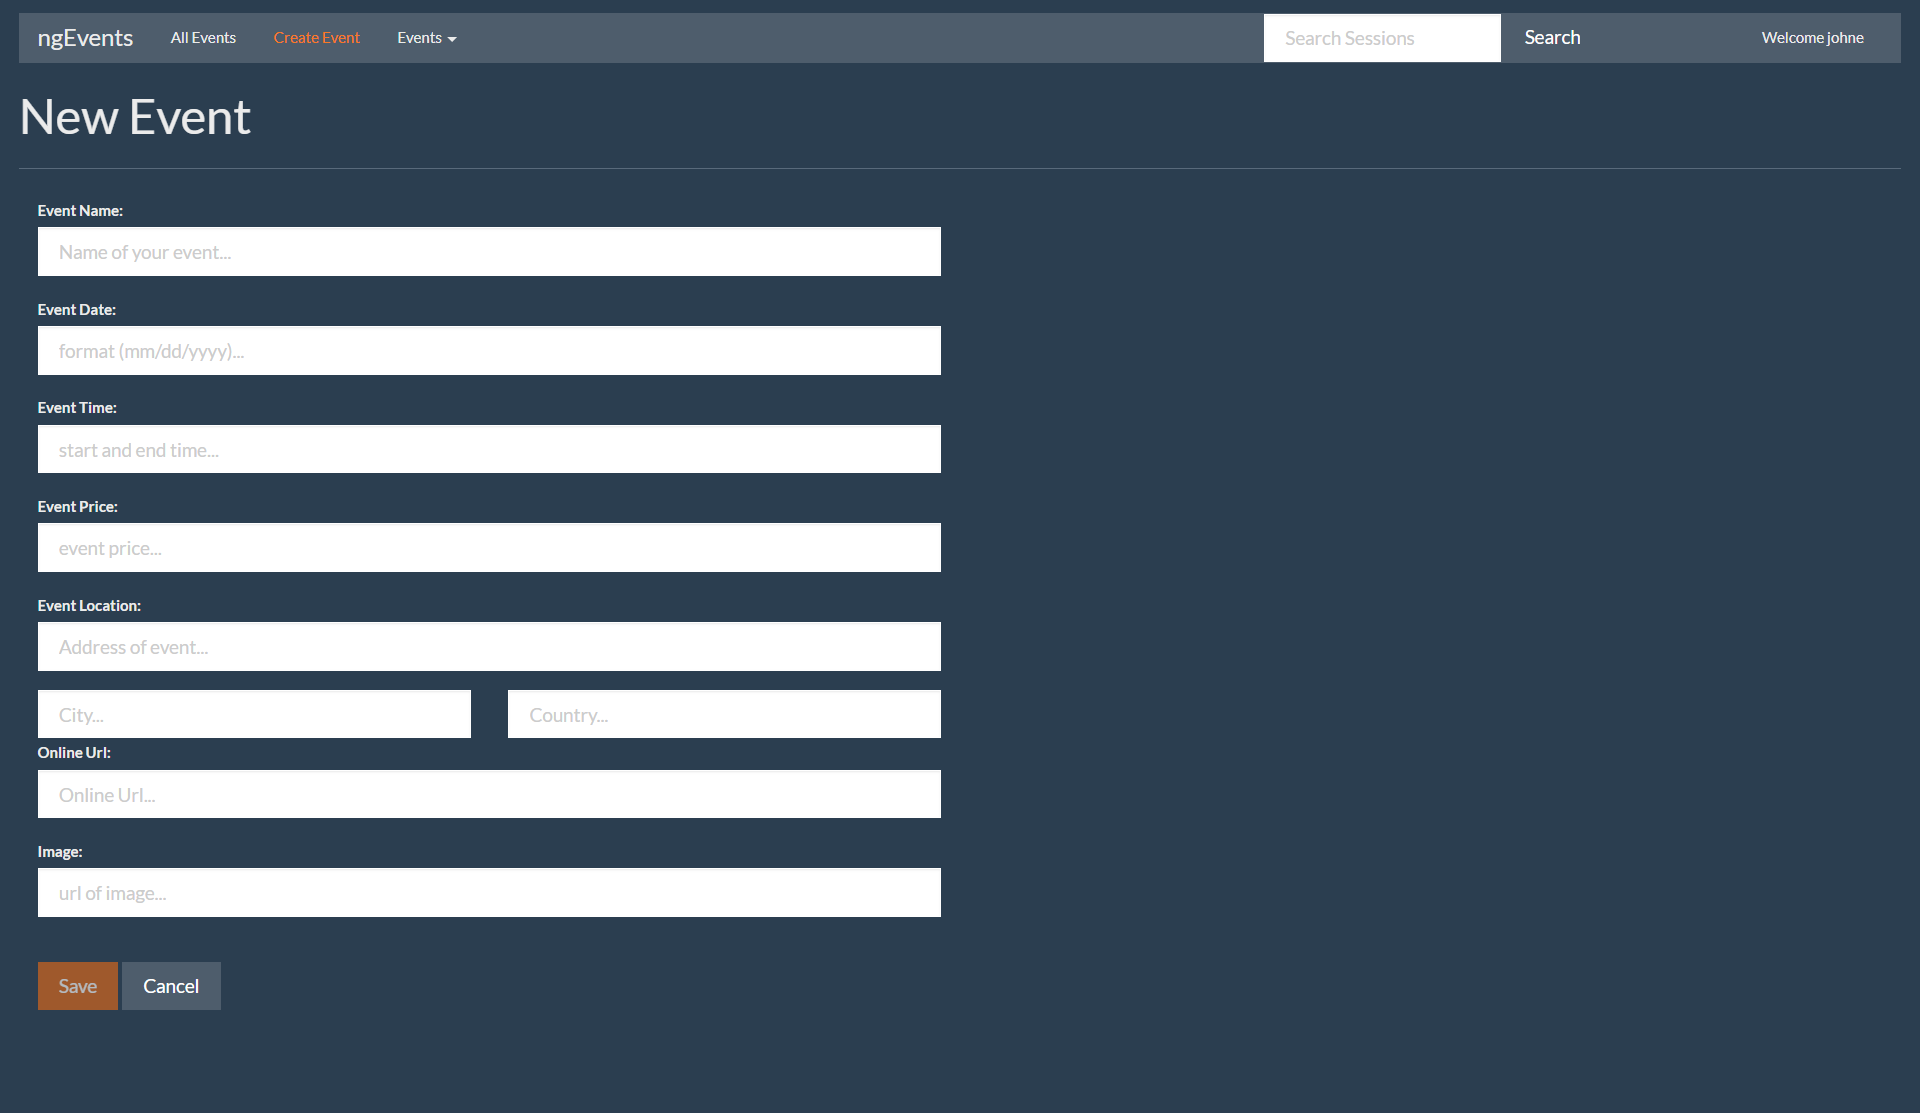 ngEvents All Events Create Event Events Search Sessions Search Welcome johne
New Event
Event Name:
Name of your event...
Event Date:
format (mm/dd/yyyy)...
Event Time:
start and end time...
Event Price:
event price...
Event Location:
Address of event...
City... Country...
Online Url:
Online Url...
Image:
url of image...
Save Cancel